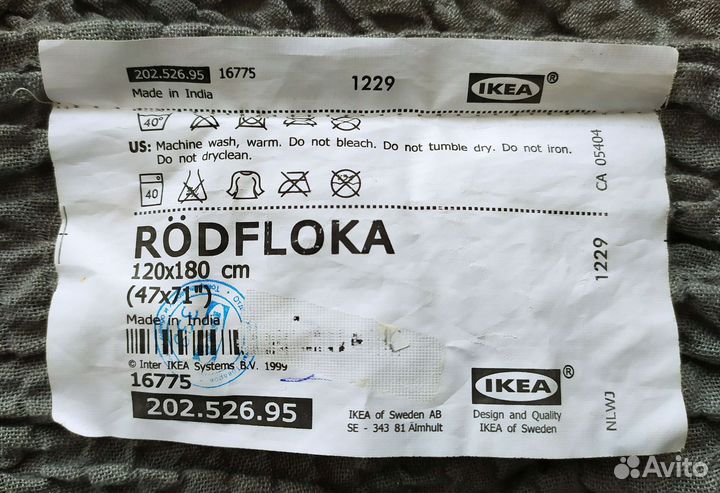 202.526.95 16775
Made in India
1229
IKEA®
40°
US: Machine wash, warm. Do not bleach. Do not tumble dry. Do not iron.
Do not dryclean.
CA 05404
40
RÖDFLOKA
120x180 cm
(47x71")
Made in India
1229
© Inter IKEA Systems B.V. 1999
16775
202.526.95
IKEA of Sweden AB
SE - 343 81 Älmhult
IKEA®
Design and Quality
IKEA of Sweden
NLWJ
Avito